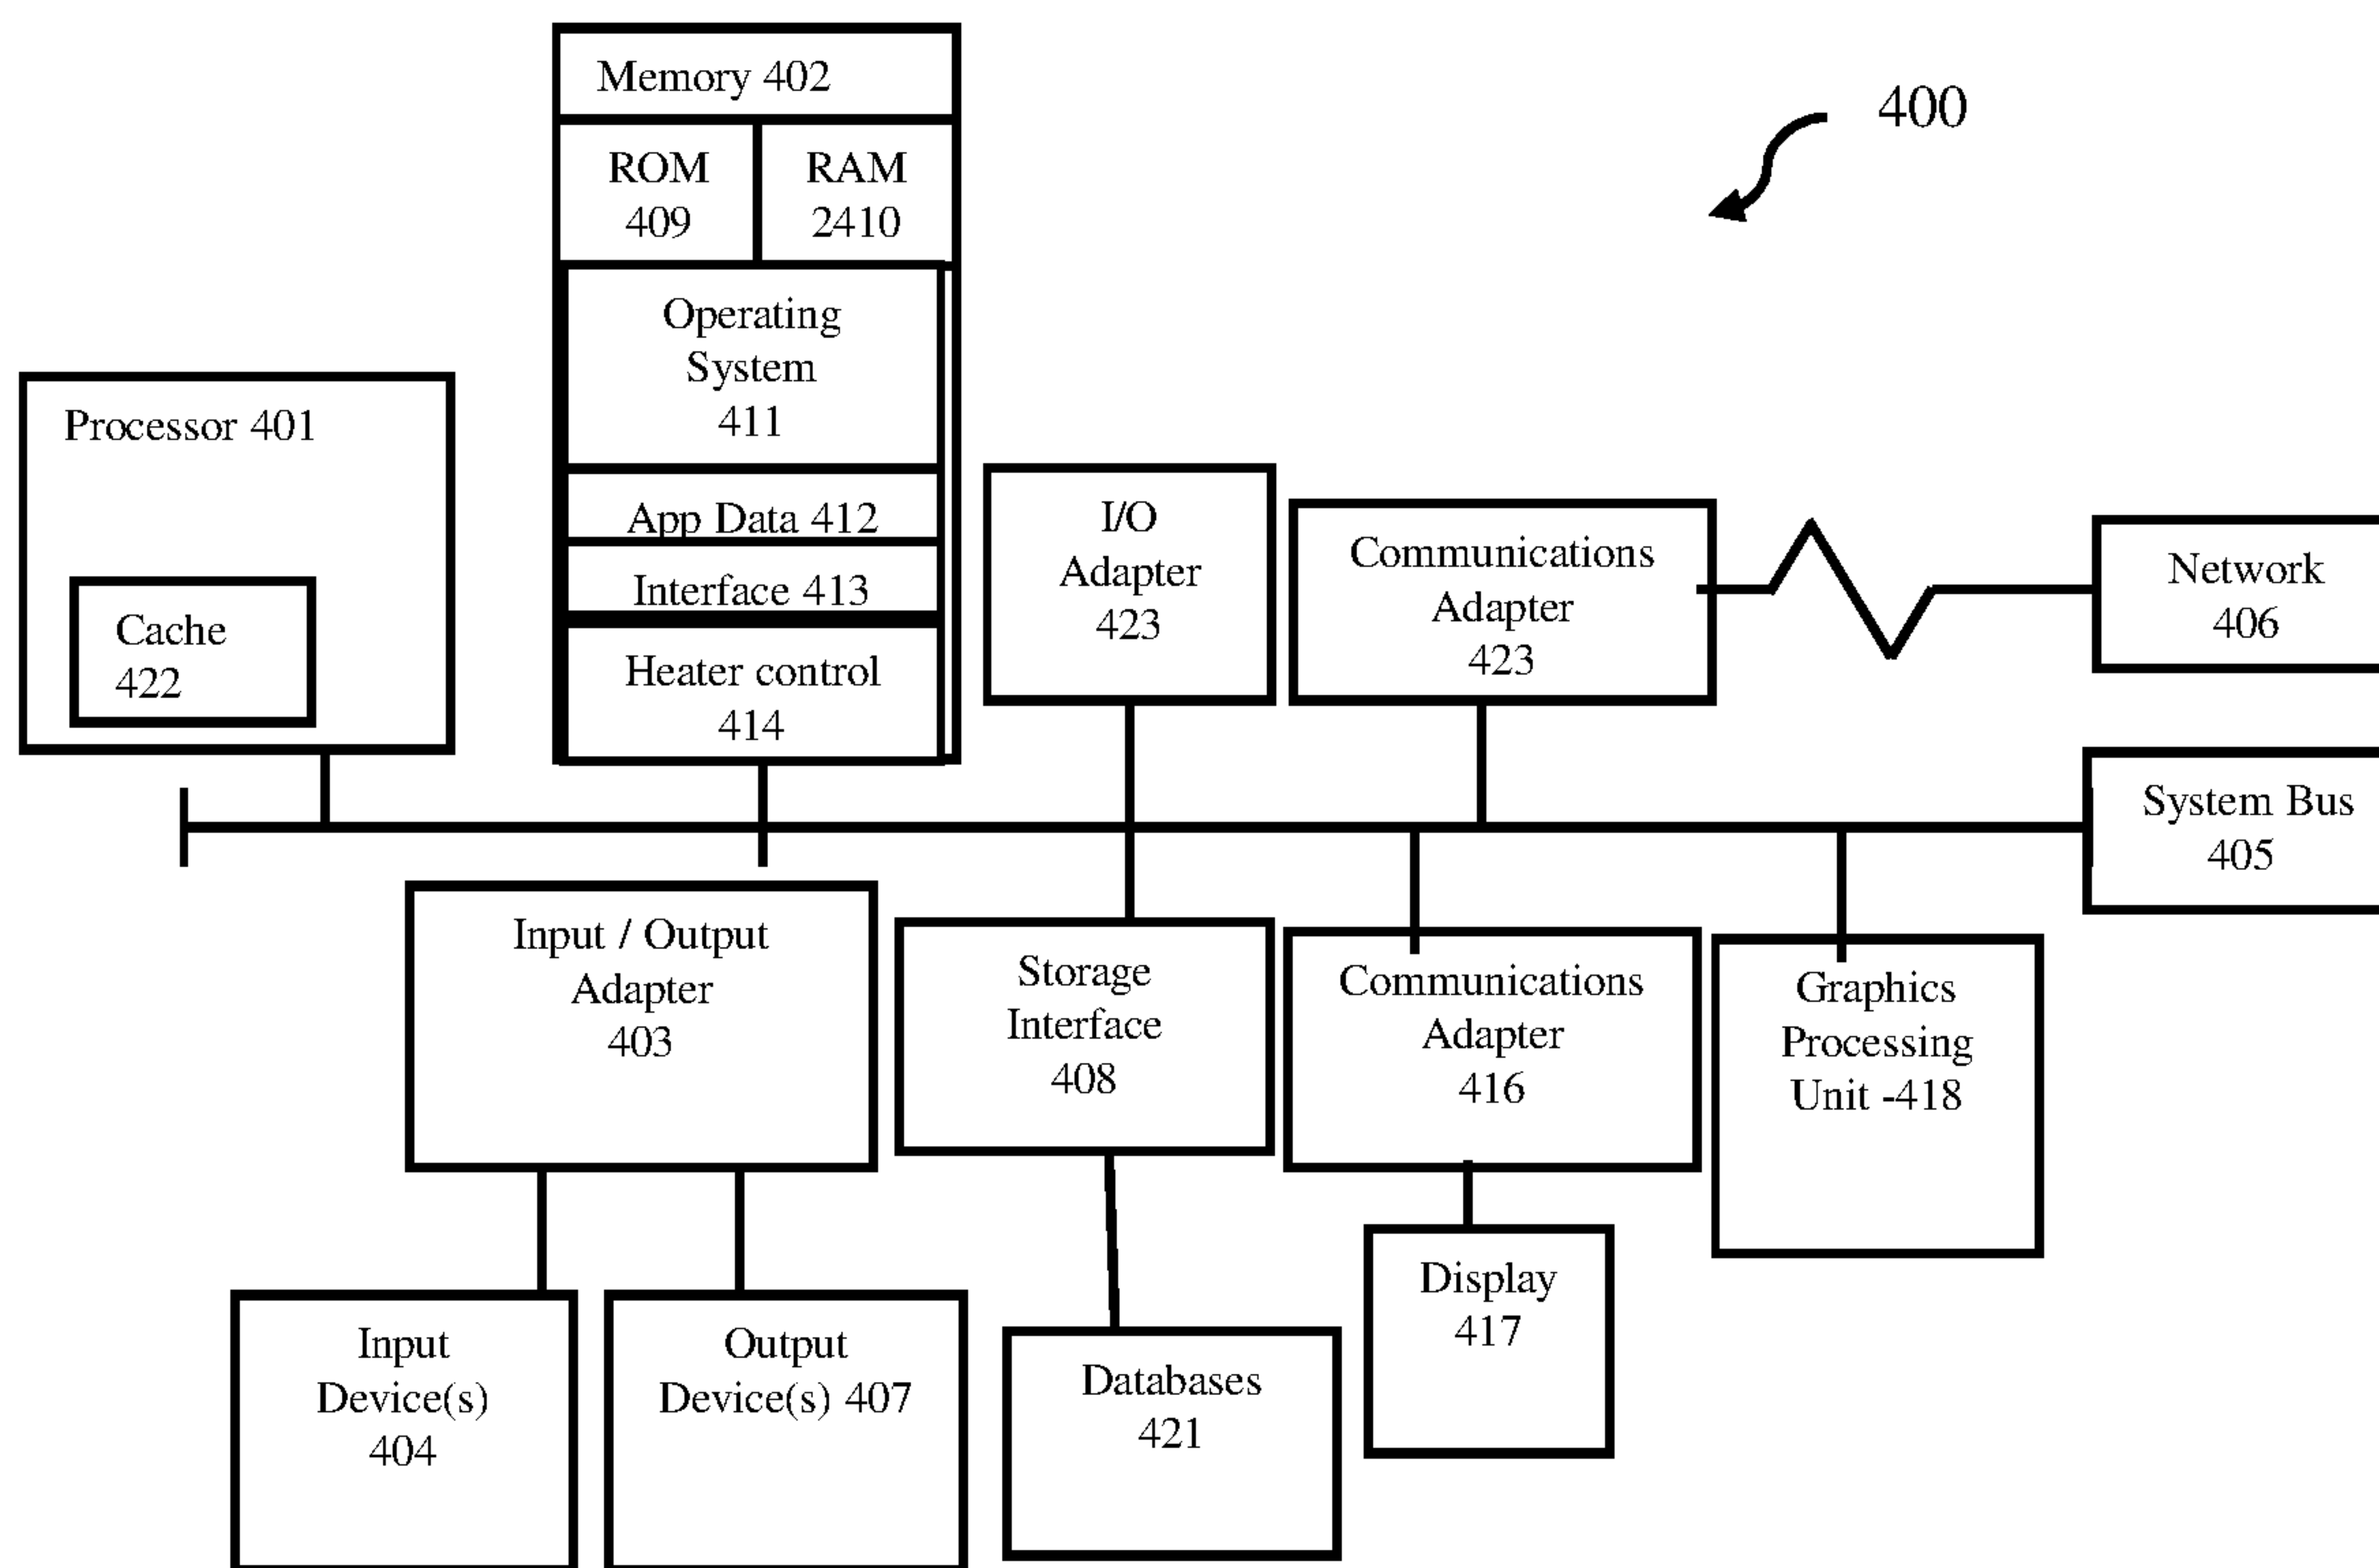 Memory 402
400
ROM
409
RAM
2410
Operating
System
411
Processor 401
App Data 412
Interface 413
Heater control
414
Cache
422
I/O
Adapter
423
Communications
Adapter
423
Network
406
System Bus
405
Input / Output
Adapter
403
Storage
Interface
408
Communications
Adapter
416
Graphics
Processing
Unit -418
Input
Device(s)
404
Output
Device(s) 407
Databases
421
Display
417